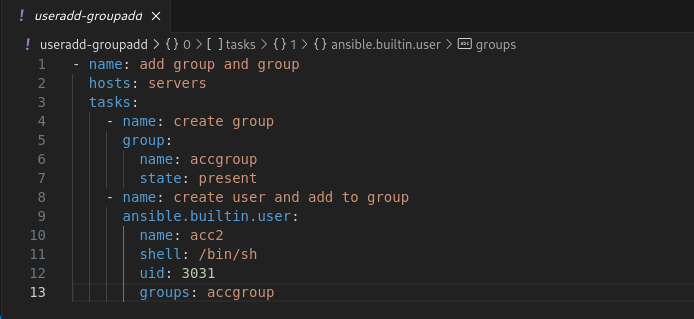 ! useradd-groupadd ×
! useradd-groupadd > {} 0 > [ ] tasks > {} 1 > {} ansible.builtin.user > abc groups
1 - name: add group and group
2 hosts: servers
3 tasks:
4 - name: create group
5 group:
6 name: accgroup
7 state: present
8 - name: create user and add to group
9 ansible.builtin.user:
10 name: acc2
11 shell: /bin/sh
12 uid: 3031
13 groups: accgroup